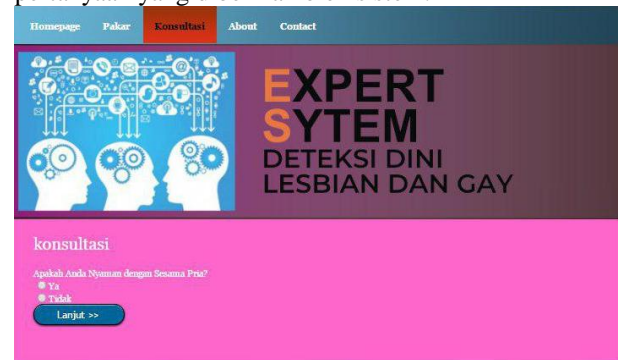 Homepage Pakar Konsultasi About Contact
EXPERT
SYTEM
DETEKSI DINI
LESBIAN DAN GAY
konsultasi
Apakah Anda Nyaman dengan Sesama Pria?
Ya
Tidak
Lanjut >>